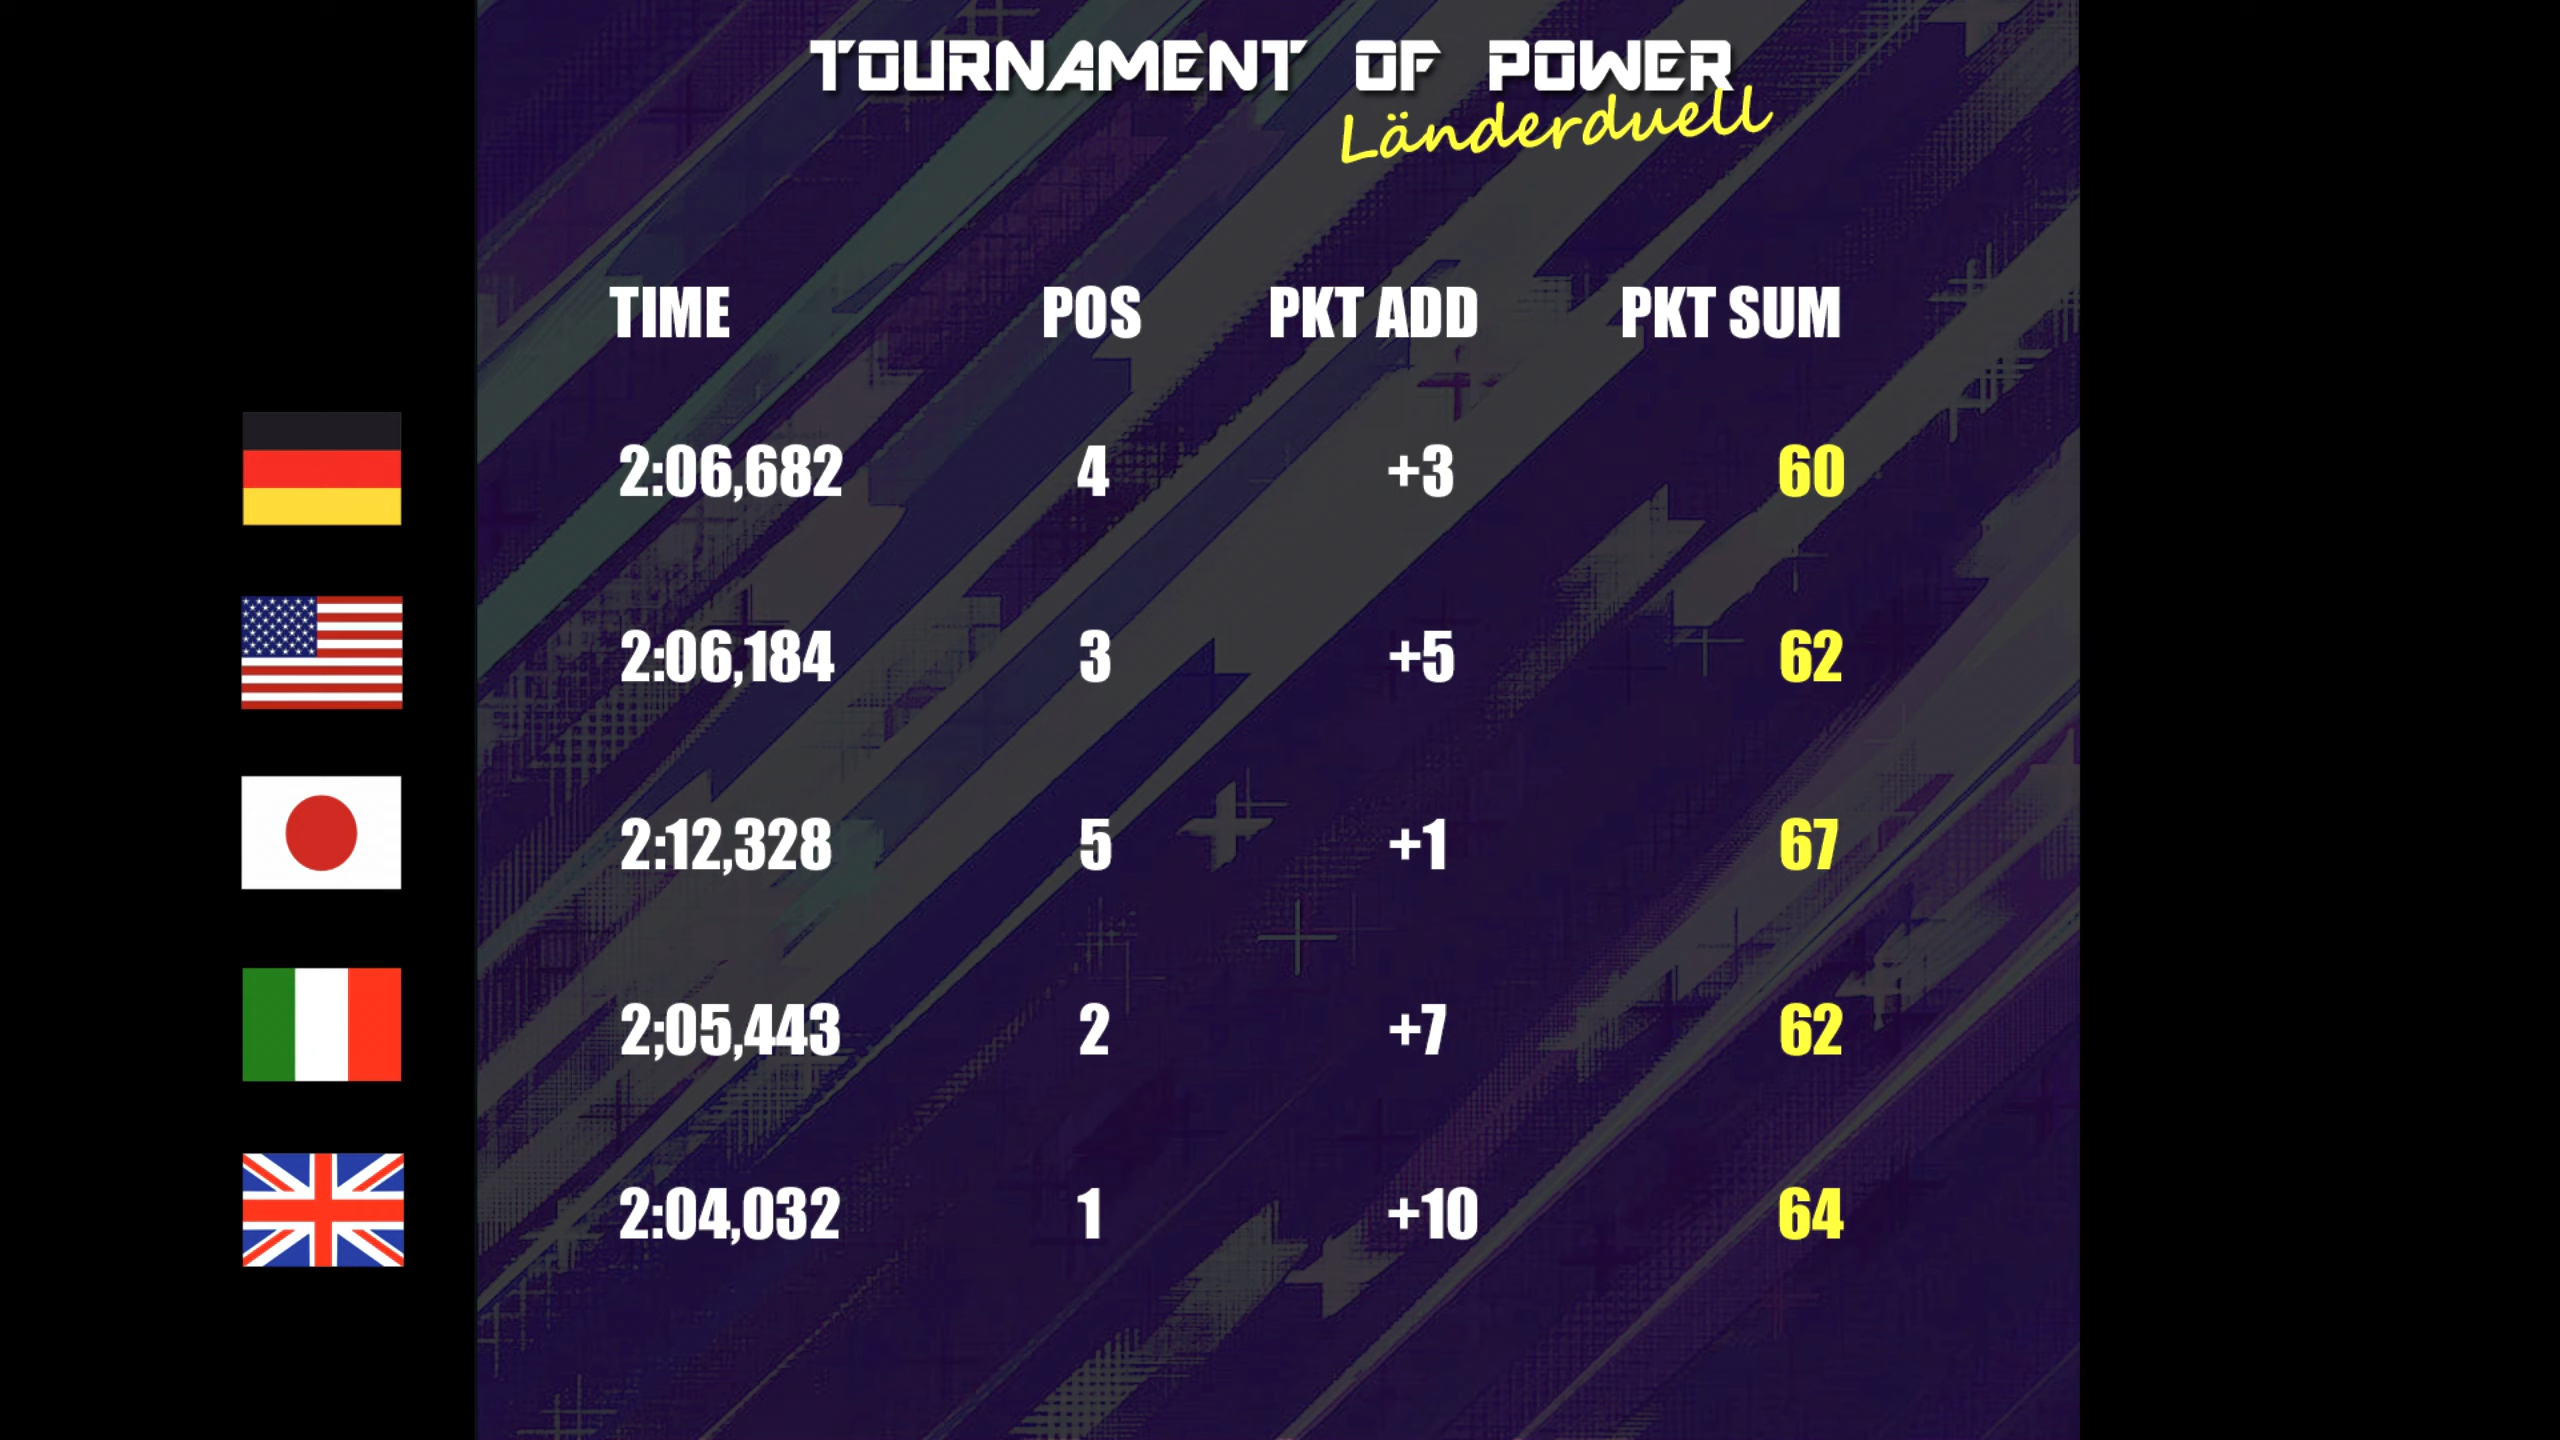 TOURNAMENT OF POWER
Länderduell
TIME POS PKT ADD PKT SUM
2:06,682 4 +3 60
2:06,184 3 +5 62
2:12,328 5 +1 67
2;05,443 2 +7 62
2:04,032 1 +10 64